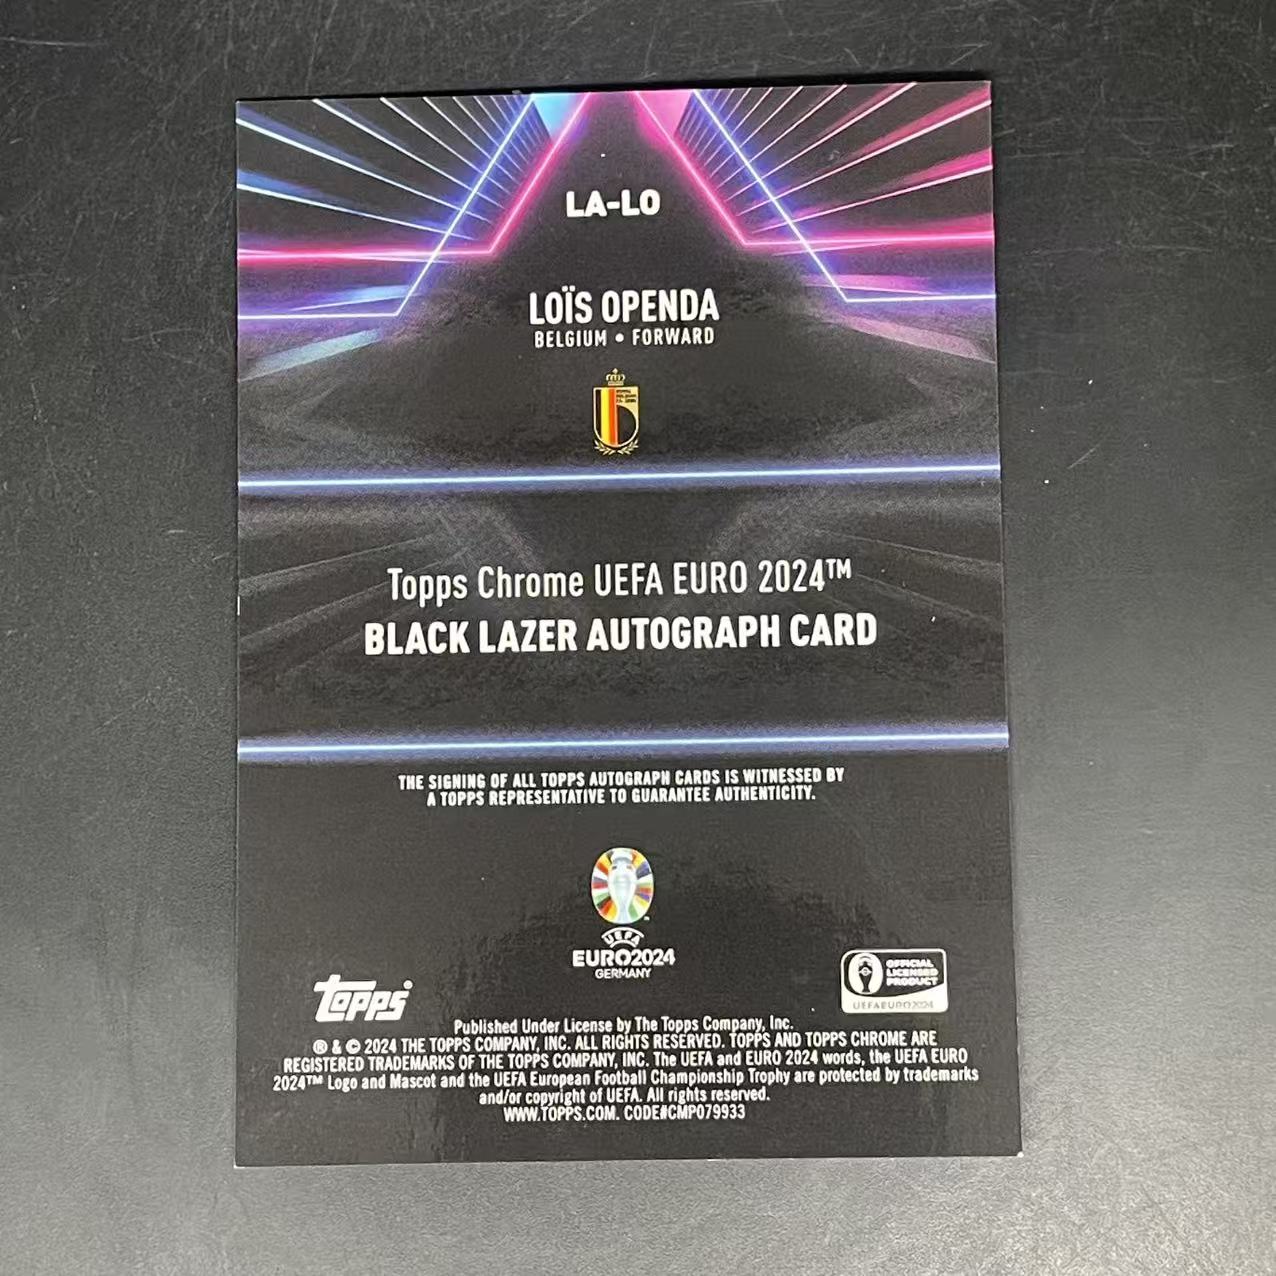 LA-LO
LOÏS OPENDA
BELGIUM • FORWARD
Topps Chrome UEFA EURO 2024™
BLACK LAZER AUTOGRAPH CARD
THE SIGNING OF ALL TOPPS AUTOGRAPH CARDS IS WITNESSED BY
A TOPPS REPRESENTATIVE TO GUARANTEE AUTHENTICITY.
UEFA
EURO2024
GERMANY
topps
OFFICIAL
LICENSED
PRODUCT
UEFA EURO 2024
Published Under License by The Topps Company, Inc.
® & © 2024 THE TOPPS COMPANY, INC. ALL RIGHTS RESERVED. TOPPS AND TOPPS CHROME ARE
REGISTERED TRADEMARKS OF THE TOPPS COMPANY, INC. The UEFA and EURO 2024 words, the UEFA EURO
2024™ Logo and Mascot and the UEFA European Football Championship Trophy are protected by trademarks
and/or copyright of UEFA. All rights reserved.
WWW.TOPPS.COM. CODE#CMP079933